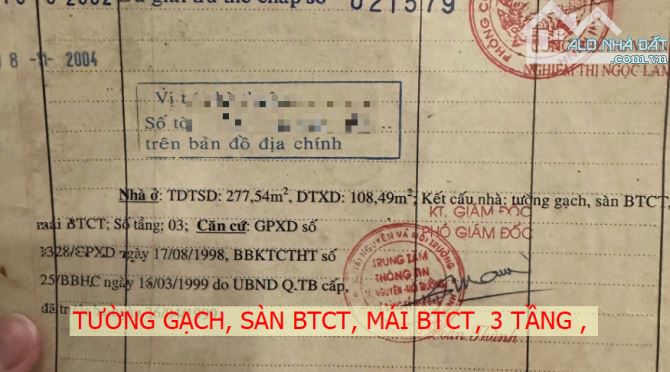 021579
ALO NHÀ ĐẤT
.com.vn
NGHIÊM THỊ NGỌC LAN
8 -11- 2004
Vị
Số tờ
trên bản đồ địa chính
Nhà ở: TDTSD: 277,54m², DTXD: 108,49m²; Kết cấu nhà: tường gạch, sàn BTCT,
mái BTCT; Số tầng; 03; Căn cứ: GPXD số
KT. GIÁM ĐỐC
PHÓ GIÁM ĐỐC
1328/GPXD ngày 17/08/1998, BBKTCTHT số
25/BBHC ngày 16/03/1999 do UBND Q.TB cấp,
TRUNG TÂM
THÔNG TIN
đã
TƯỜNG GẠCH, SÀN BTCT, MÁI BTCT, 3 TẦNG ,